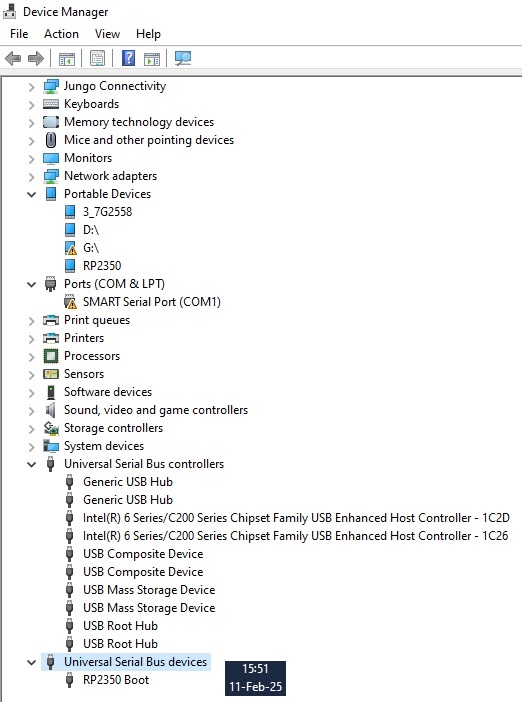 Device Manager
File Action View Help
Jungo Connectivity
Keyboards
Memory technology devices
Mice and other pointing devices
Monitors
Network adapters
Portable Devices
3_7G2558
D:\
G:\
RP2350
Ports (COM & LPT)
SMART Serial Port (COM1)
Print queues
Printers
Processors
Sensors
Software devices
Sound, video and game controllers
Storage controllers
System devices
Universal Serial Bus controllers
Generic USB Hub
Generic USB Hub
Intel(R) 6 Series/C200 Series Chipset Family USB Enhanced Host Controller - 1C2D
Intel(R) 6 Series/C200 Series Chipset Family USB Enhanced Host Controller - 1C26
USB Composite Device
USB Composite Device
USB Mass Storage Device
USB Mass Storage Device
USB Root Hub
USB Root Hub
Universal Serial Bus devices
RP2350 Boot
15:51
11-Feb-25